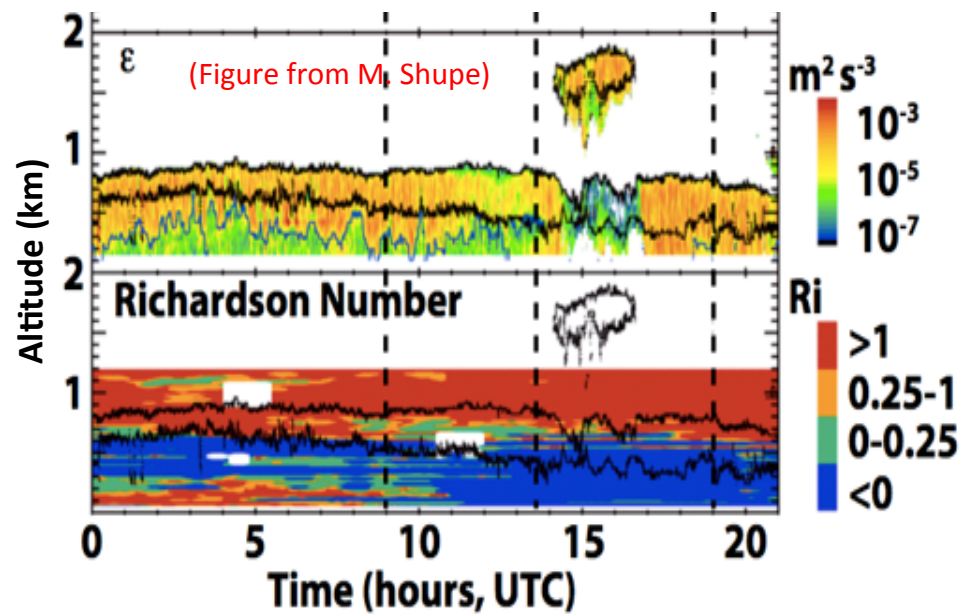 2
ε
(Figure from M. Shupe)
m² s⁻³
10⁻³
1
10⁻⁵
10⁻⁷
Altitude (km)
2
Richardson Number
Ri
>1
1
0.25-1
0-0.25
<0
0 5 10 15 20
Time (hours, UTC)